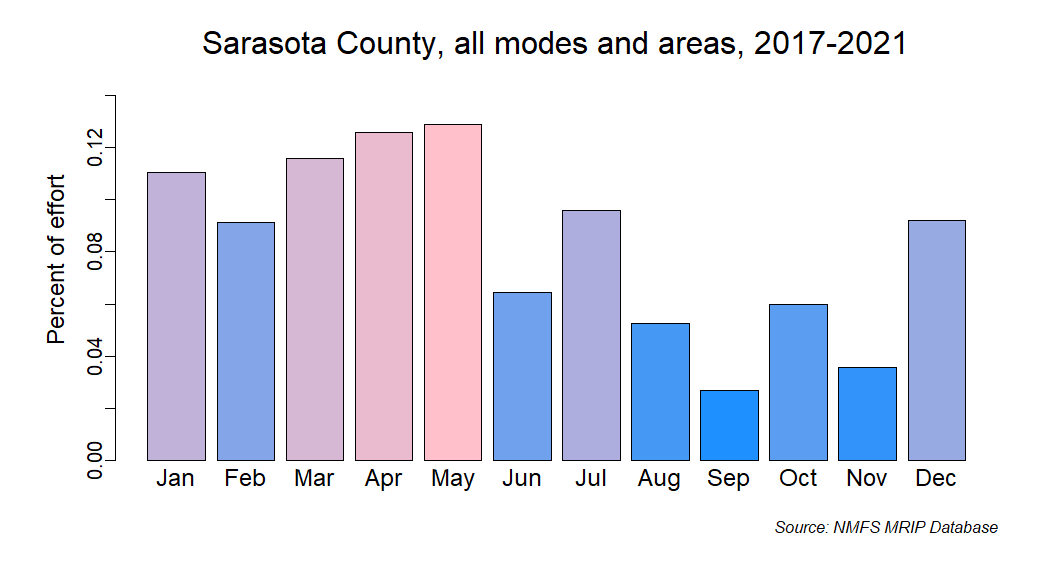 Sarasota County, all modes and areas, 2017-2021
Percent of effort
0.12
0.08
0.04
0.00
Jan Feb Mar Apr May Jun Jul Aug Sep Oct Nov Dec
Source: NMFS MRIP Database